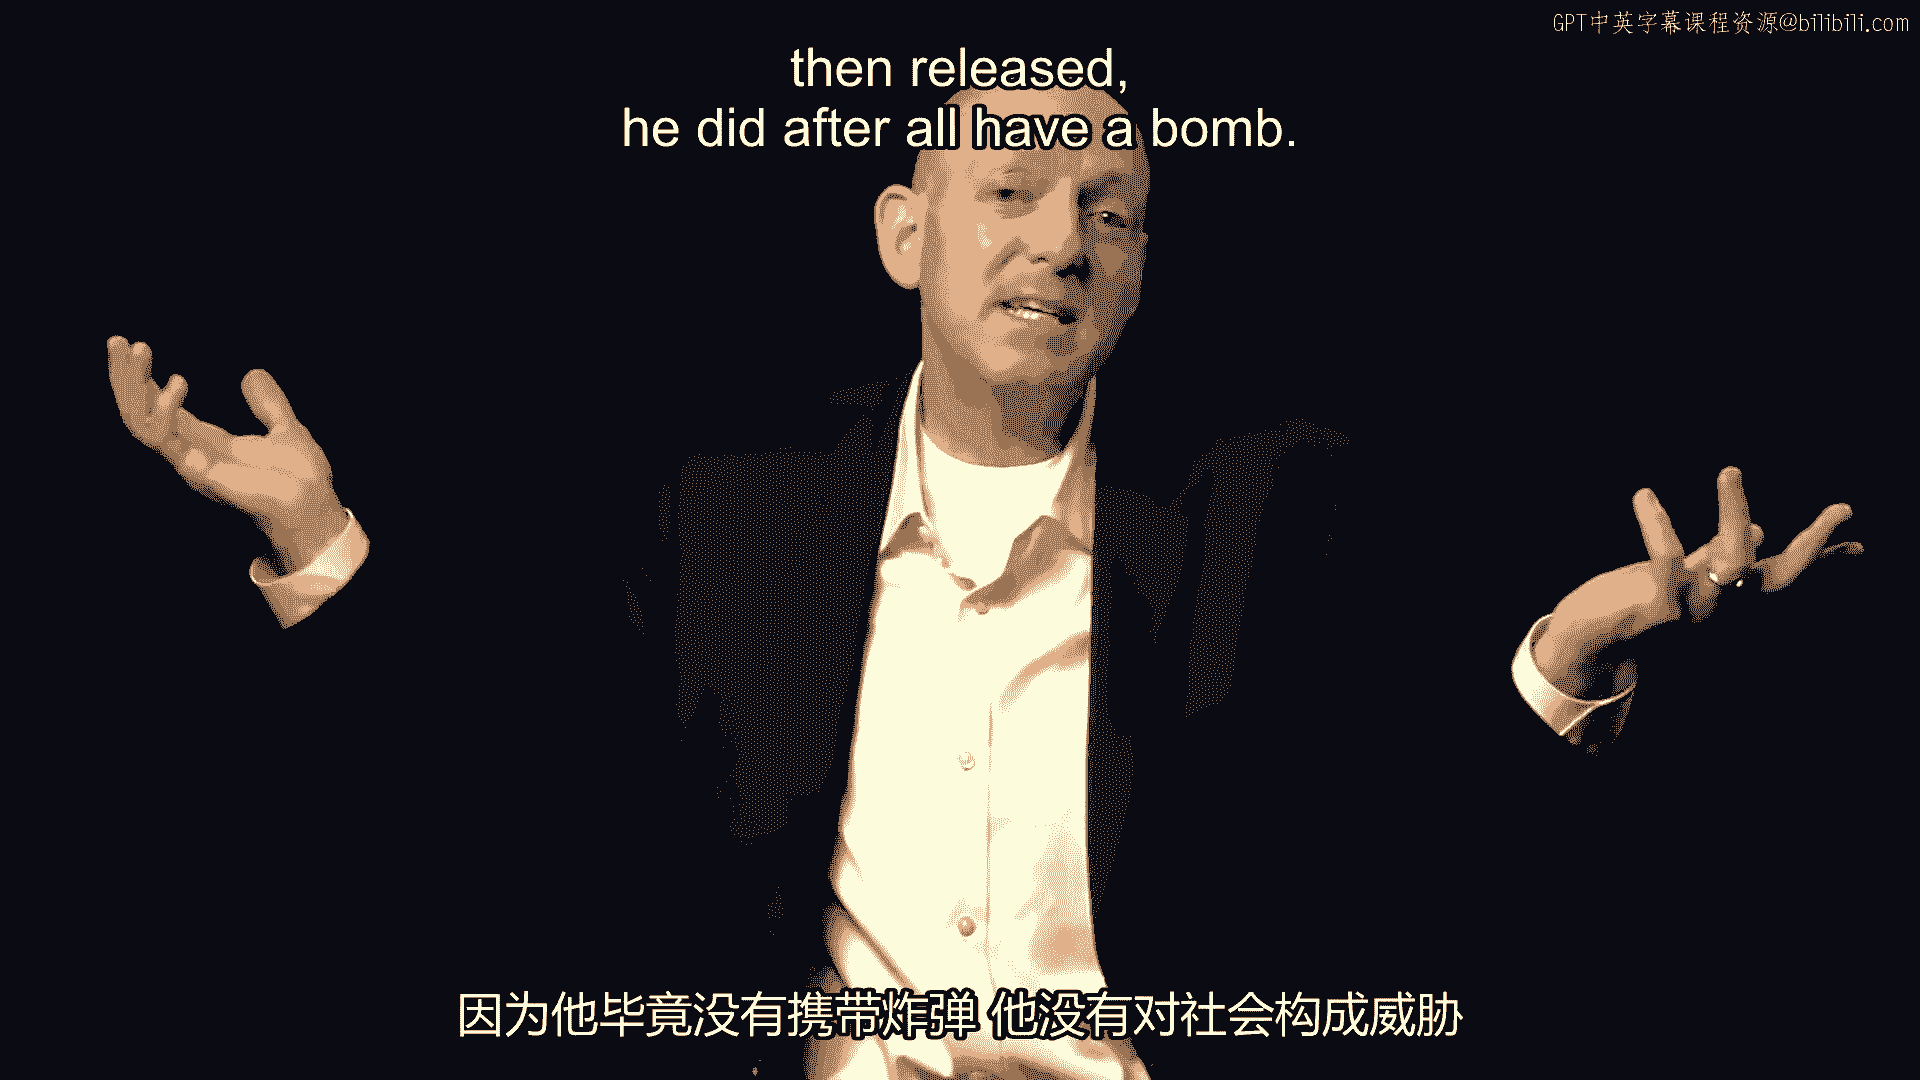 GPT中英字幕课程资源@bilibili.com
then released,
he did after all have a bomb.
因为他毕竟没有携带炸弹 他没有对社会构成威胁